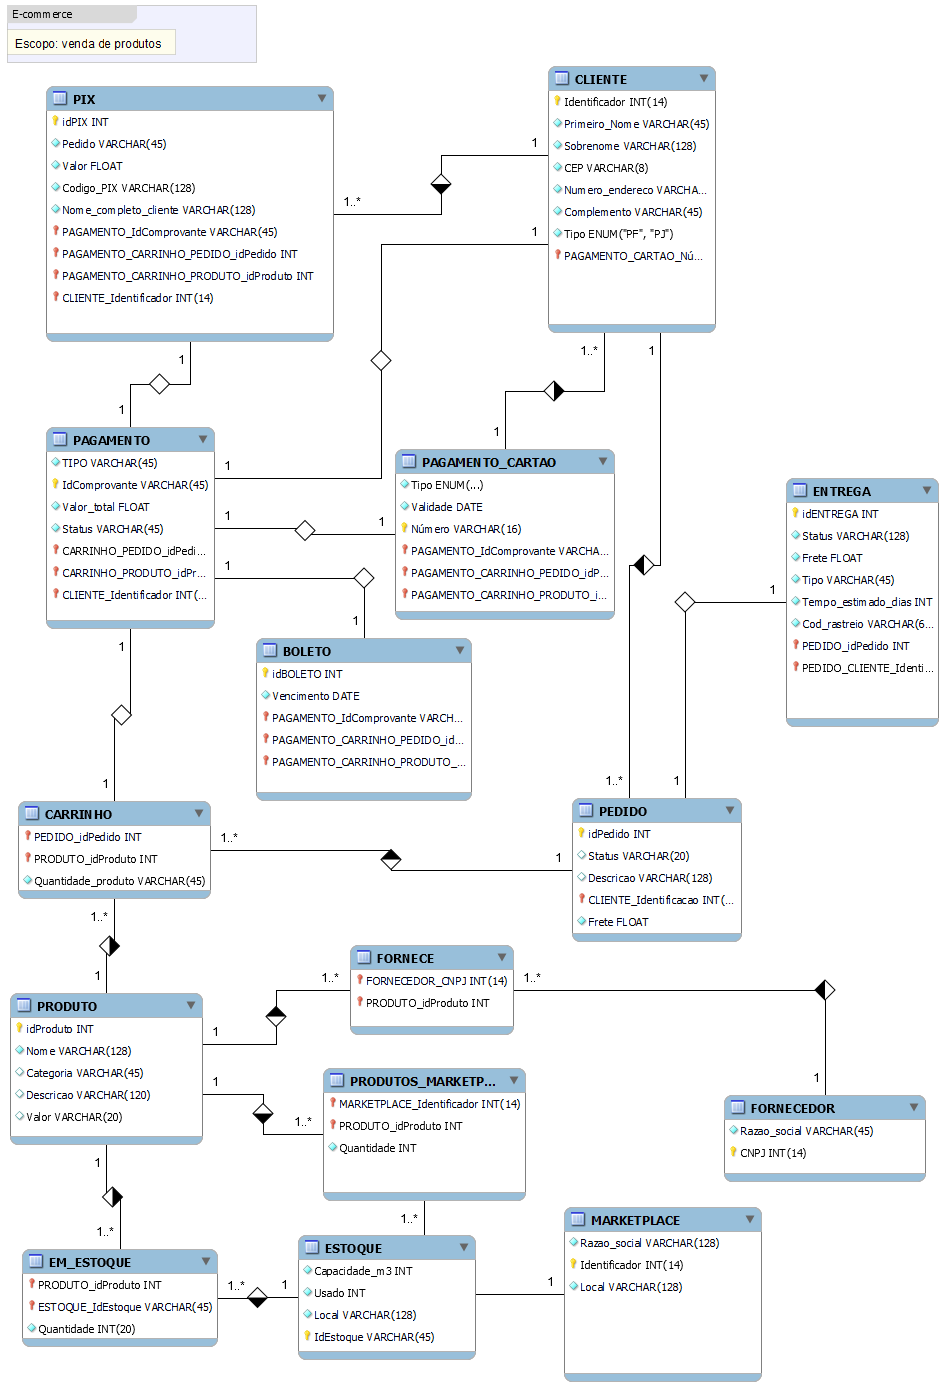 E-commerce
Escopo: venda de produtos
PIX
idPIX INT
Pedido VARCHAR(45)
Valor FLOAT
Codigo_PIX VARCHAR(128)
Nome_completo_cliente VARCHAR(128)
PAGAMENTO_IdComprovante VARCHAR(45)
PAGAMENTO_CARRINHO_PEDIDO_idPedido INT
PAGAMENTO_CARRINHO_PRODUTO_idProduto INT
CLIENTE_Identificador INT(14)
CLIENTE
Identificador INT(14)
Primeiro_Nome VARCHAR(45)
Sobrenome VARCHAR(128)
CEP VARCHAR(8)
Numero_endereco VARCHA...
Complemento VARCHAR(45)
Tipo ENUM("PF", "PJ")
PAGAMENTO_CARTAO_Nú...
1
1..*
1
1
1
1..*
1
PAGAMENTO
TIPO VARCHAR(45)
IdComprovante VARCHAR(45)
Valor_total FLOAT
Status VARCHAR(45)
CARRINHO_PEDIDO_idPedi...
CARRINHO_PRODUTO_idPr...
CLIENTE_Identificador INT(...
1
1
1
1
1
1
PAGAMENTO_CARTAO
Tipo ENUM(...)
Validade DATE
Número VARCHAR(16)
PAGAMENTO_IdComprovante VARCHA...
PAGAMENTO_CARRINHO_PEDIDO_idP...
PAGAMENTO_CARRINHO_PRODUTO_i...
ENTREGA
idENTREGA INT
Status VARCHAR(128)
Frete FLOAT
Tipo VARCHAR(45)
Tempo_estimado_dias INT
Cod_rastreio VARCHAR(6...
PEDIDO_idPedido INT
PEDIDO_CLIENTE_Identi...
1
BOLETO
idBOLETO INT
Vencimento DATE
PAGAMENTO_IdComprovante VARCH...
PAGAMENTO_CARRINHO_PEDIDO_id...
PAGAMENTO_CARRINHO_PRODUTO_...
1
1
1..*
1
CARRINHO
PEDIDO_idPedido INT
PRODUTO_idProduto INT
Quantidade_produto VARCHAR(45)
1..*
1
PEDIDO
idPedido INT
Status VARCHAR(20)
Descricao VARCHAR(128)
CLIENTE_Identificacao INT(...
Frete FLOAT
1..*
1
PRODUTO
idProduto INT
Nome VARCHAR(128)
Categoria VARCHAR(45)
Descricao VARCHAR(120)
Valor VARCHAR(20)
1
1..*
1
1..*
FORNECE
FORNECEDOR_CNPJ INT(14)
PRODUTO_idProduto INT
1..*
1
PRODUTOS_MARKETP...
MARKETPLACE_Identificador INT(14)
PRODUTO_idProduto INT
Quantidade INT
FORNECEDOR
Razao_social VARCHAR(45)
CNPJ INT(14)
1
1..*
1..*
EM_ESTOQUE
PRODUTO_idProduto INT
ESTOQUE_IdEstoque VARCHAR(45)
Quantidade INT(20)
1..*
1
ESTOQUE
Capacidade_m3 INT
Usado INT
Local VARCHAR(128)
IdEstoque VARCHAR(45)
1
MARKETPLACE
Razao_social VARCHAR(128)
Identificador INT(14)
Local VARCHAR(128)